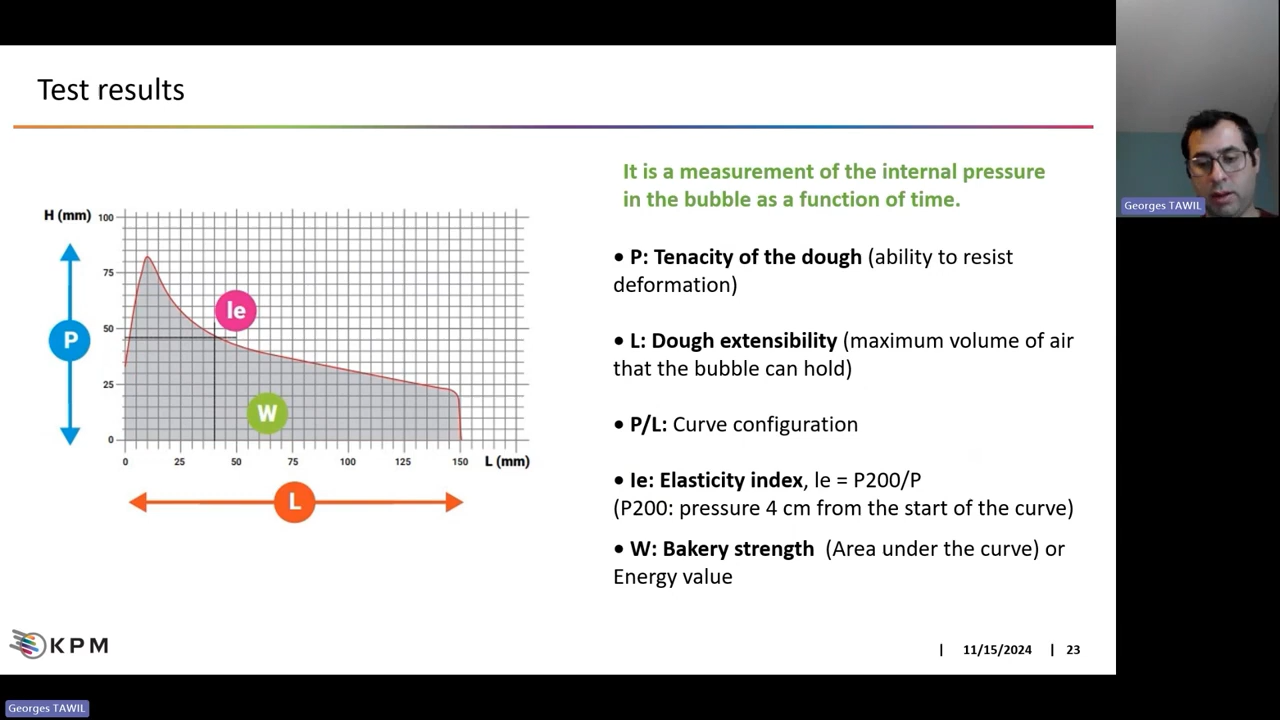 Test results
It is a measurement of the internal pressure
in the bubble as a function of time.
H (mm)
100
75
50
25
0
P
Ie
W
0 25 50 75 100 125 150 L (mm)
L
• P: Tenacity of the dough (ability to resist
deformation)
• L: Dough extensibility (maximum volume of air
that the bubble can hold)
• P/L: Curve configuration
• Ie: Elasticity index, Ie = P200/P
(P200: pressure 4 cm from the start of the curve)
• W: Bakery strength (Area under the curve) or
Energy value
KPM
| 11/15/2024 | 23
Georges TAWIL
Georges TAWIL